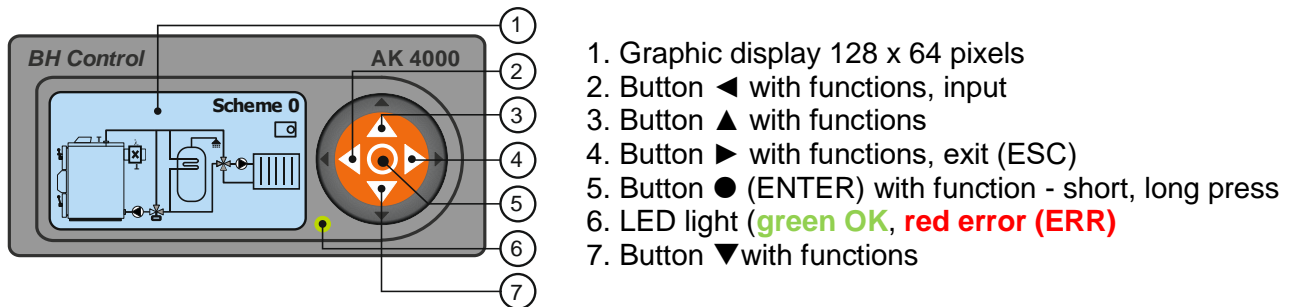 BH Control
AK 4000
Scheme 0
1
2
3
4
5
6
7
1. Graphic display 128 x 64 pixels
2. Button ◄ with functions, input
3. Button ▲ with functions
4. Button ► with functions, exit (ESC)
5. Button ● (ENTER) with function - short, long press
6. LED light (green OK, red error (ERR)
7. Button ▼with functions